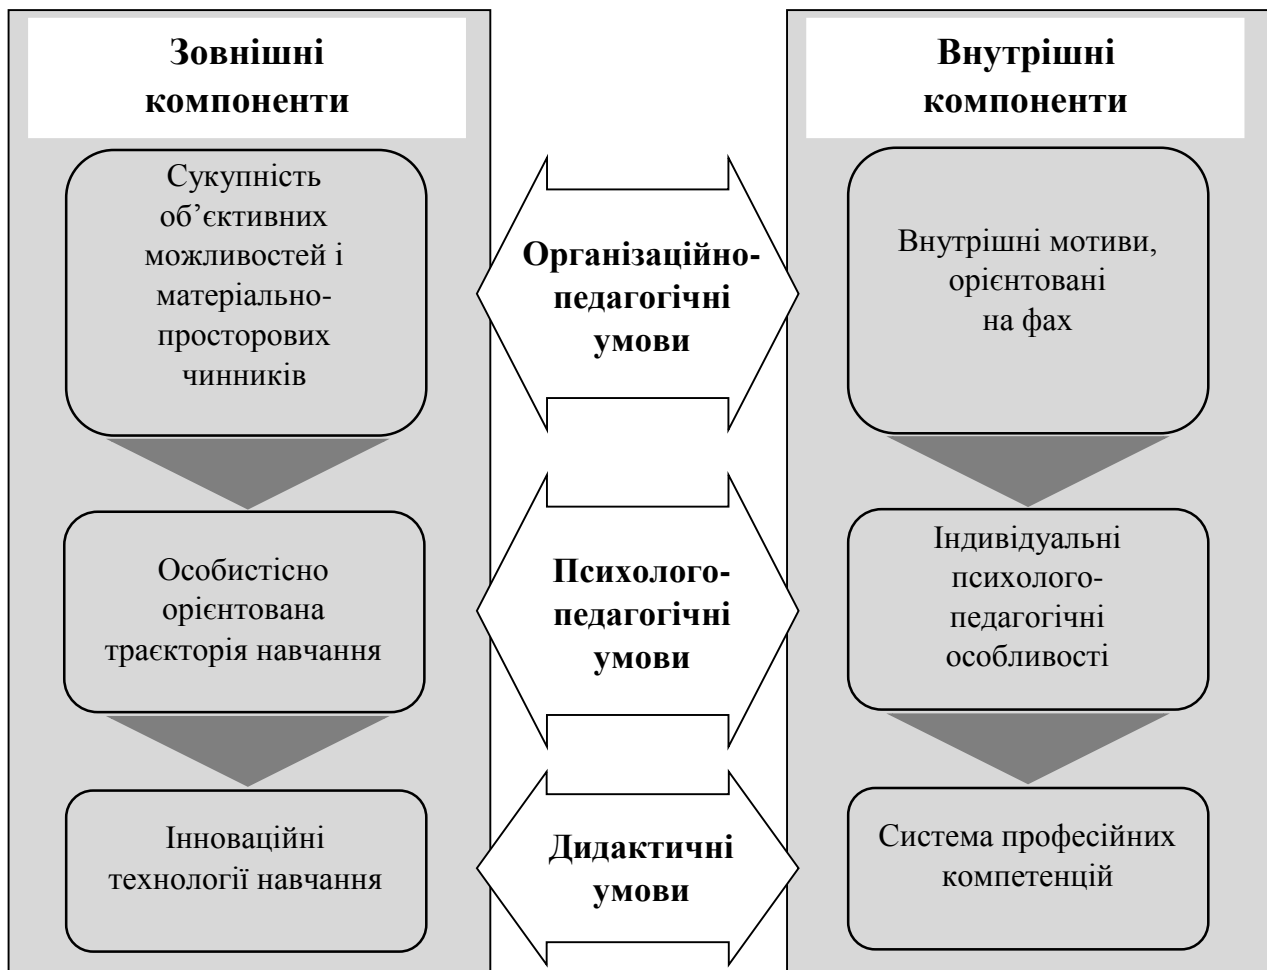 Зовнішні
компоненти
Сукупність
об’єктивних
можливостей і
матеріально-
просторових
чинників
Особистісно
орієнтована
траєкторія навчання
Інноваційні
технології навчання
Організаційно-
педагогічні
умови
Психолого-
педагогічні
умови
Дидактичні
умови
Внутрішні
компоненти
Внутрішні мотиви,
орієнтовані
на фах
Індивідуальні
психолого-
педагогічні
особливості
Система професійних
компетенцій